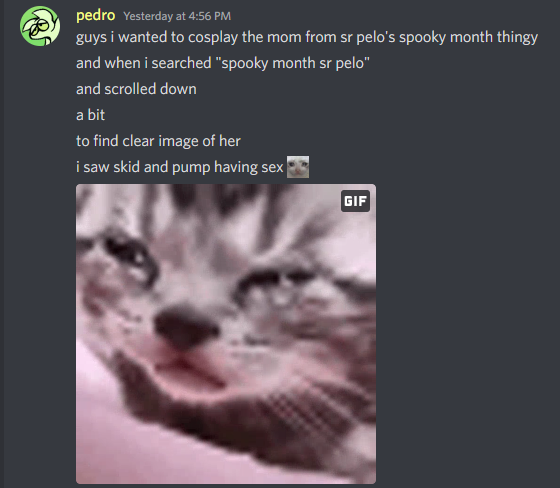 pedro Yesterday at 4:56 PM
guys i wanted to cosplay the mom from sr pelo's spooky month thingy
and when i searched "spooky month sr pelo"
and scrolled down
a bit
to find clear image of her
i saw skid and pump having sex
GIF